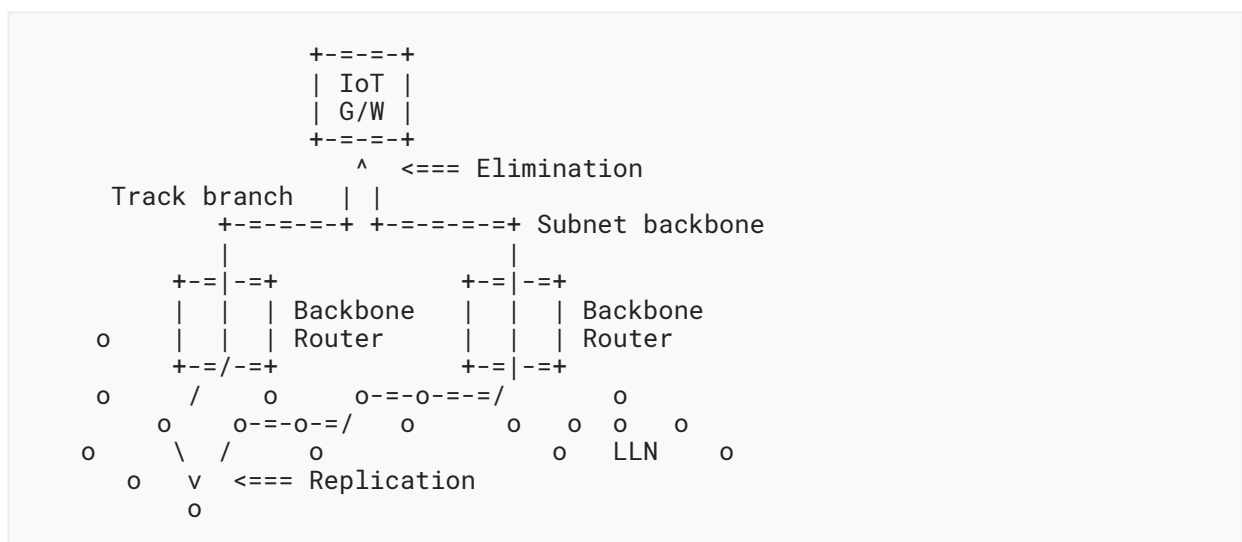 +-=-=-+
                    | IoT |
                    | G/W |
                    +-=-=-+
                       ^  <=== Elimination
       Track branch   | |
              +-=-=-=-+ +-=-=-=-=+ Subnet backbone
              |                  |
           +-=|-=+            +-=|-=+
           |  |  | Backbone   |  |  | Backbone
      o    |  |  | Router     |  |  | Router
           +-=/-=+            +-=|-=+
      o     /    o     o-=-o-=-=/       o
          o    o-=-o-=/   o      o   o  o   o
     o     \  /     o               o   LLN    o
        o   v  <=== Replication
            o